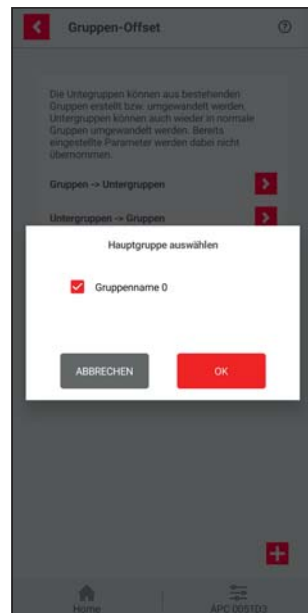 Gruppen-Offset
Die Untegruppen können aus bestehenden
Gruppen erstellt bzw. umgewandelt werden.
Untergruppen können auch wieder in normale
Gruppen umgewandelt werden. Bereits
eingestellte Parameter werden dabei nicht
übernommen.
Gruppen -> Untergruppen
Untergruppen -> Gruppen
Hauptgruppe auswählen
Gruppenname 0
ABBRECHEN
OK
Home
APC 0051D3